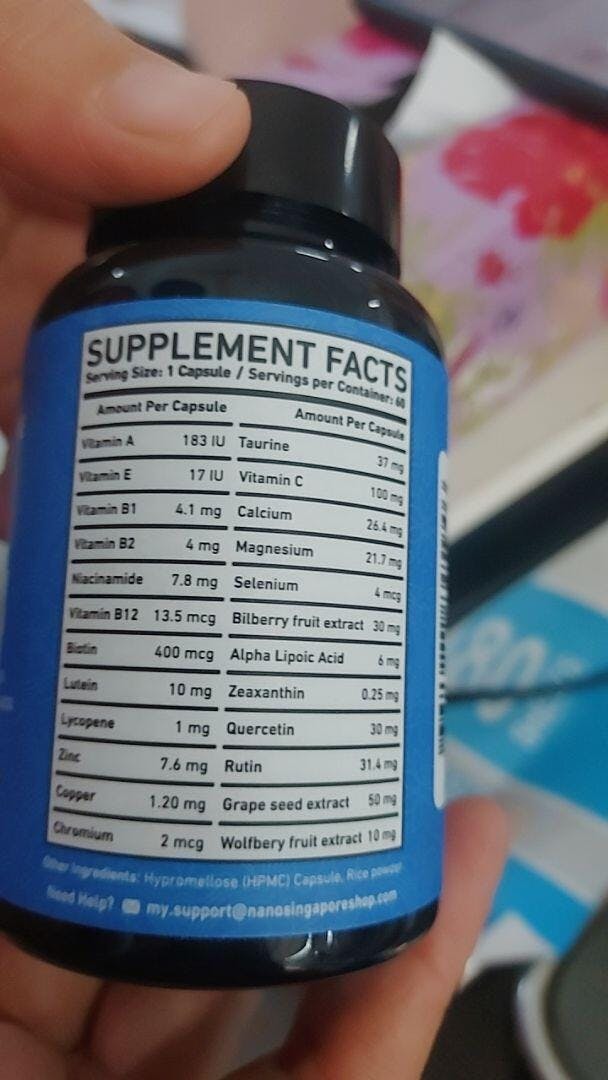 SUPPLEMENT FACTS
Serving Size: 1 Capsule / Servings per Container: 60
Amount Per Capsule
Vitamin A 183 IU
Vitamin E 17 IU
Vitamin B1 4.1 mg
Vitamin B2 4 mg
Niacinamide 7.8 mg
Vitamin B12 13.5 mcg
Biotin 400 mcg
Lutein 10 mg
Lycopene 1 mg
Zinc 7.6 mg
Copper 1.20 mg
Chromium 2 mcg
Amount Per Capsule
Taurine 37 mg
Vitamin C 100 mg
Calcium 26.4 mg
Magnesium 21.7 mg
Selenium 4 mcg
Bilberry fruit extract 30 mg
Alpha Lipoic Acid 6 mg
Zeaxanthin 0.25 mg
Quercetin 30 mg
Rutin 31.4 mg
Grape seed extract 50 mg
Wolfbery fruit extract 10 mg
Other Ingredients: Hypromellose (HPMC) Capsule, Rice powder
Need Help? my.support@nanosingaporeshop.com
80